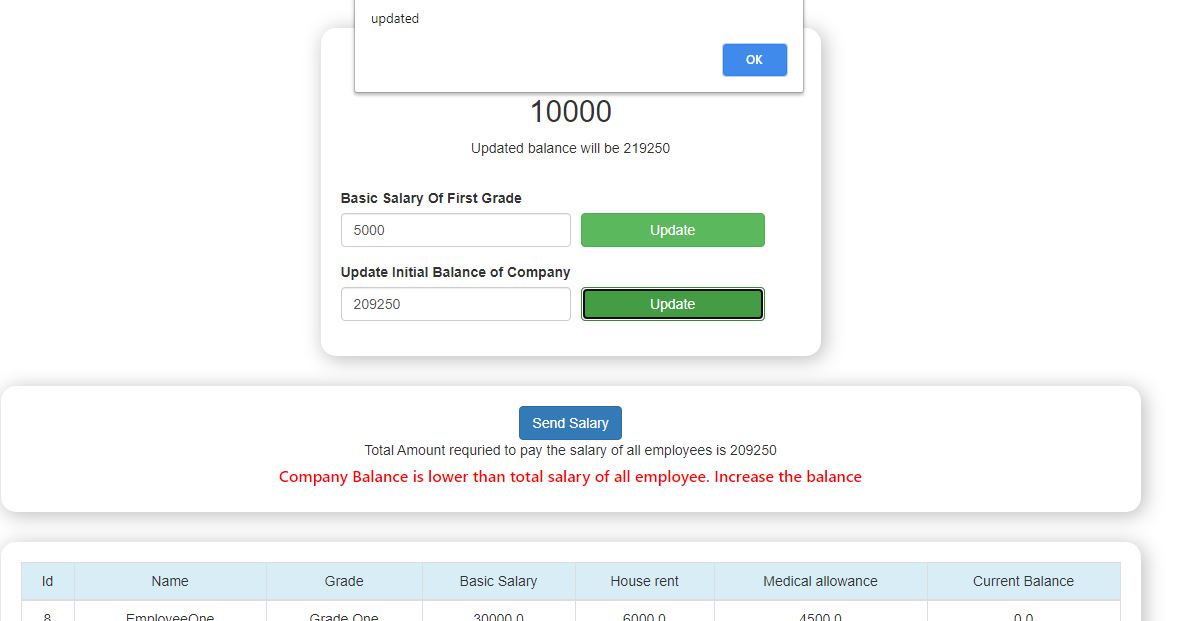 updated
OK
10000
Updated balance will be 219250
Basic Salary Of First Grade
5000 Update
Update Initial Balance of Company
209250 Update
Send Salary
Total Amount requried to pay the salary of all employees is 209250
Company Balance is lower than total salary of all employee. Increase the balance
Id Name Grade Basic Salary House rent Medical allowance Current Balance
8 EmployeeOne Grade One 30000.0 6000.0 4500.0 0.0